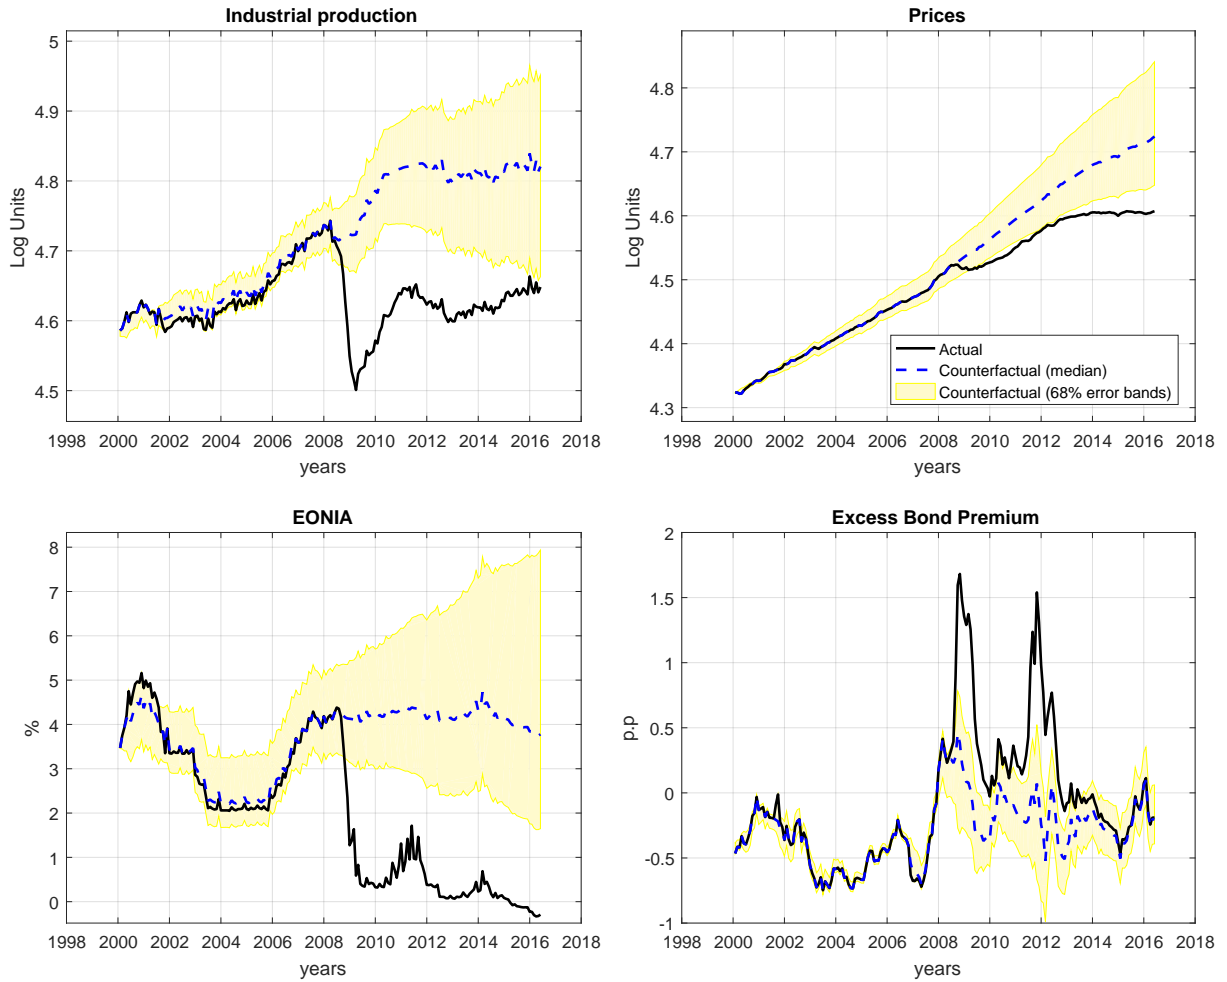 Industrial production
5
4.9
4.8
4.7
4.6
4.5
Log Units
1998 2000 2002 2004 2006 2008 2010 2012 2014 2016 2018
years
Prices
4.8
4.7
4.6
4.5
4.4
4.3
Log Units
Actual
Counterfactual (median)
Counterfactual (68% error bands)
1998 2000 2002 2004 2006 2008 2010 2012 2014 2016 2018
years
EONIA
8
7
6
5
4
3
2
1
0
%
1998 2000 2002 2004 2006 2008 2010 2012 2014 2016 2018
years
Excess Bond Premium
2
1.5
1
0.5
0
-0.5
-1
p.p
1998 2000 2002 2004 2006 2008 2010 2012 2014 2016 2018
years